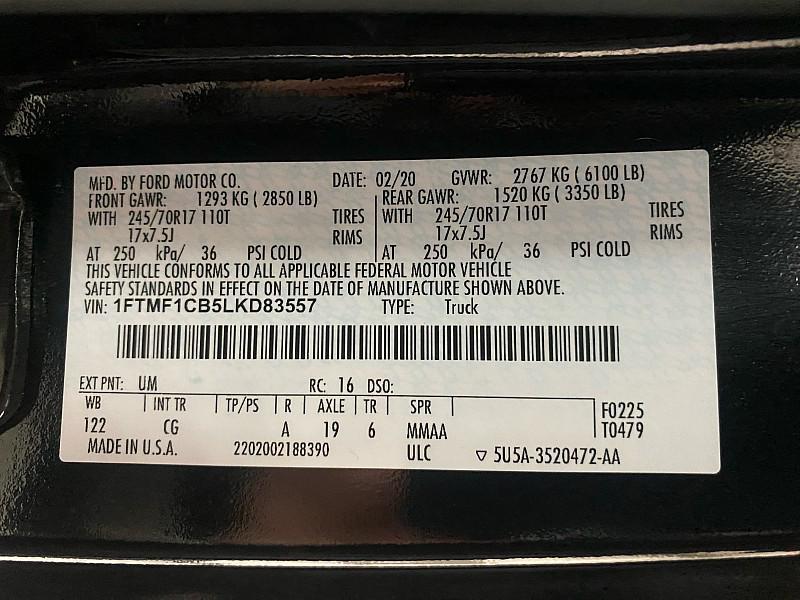 MFD. BY FORD MOTOR CO. DATE: 02/20 GVWR: 2767 KG ( 6100 LB)
FRONT GAWR: 1293 KG ( 2850 LB) REAR GAWR: 1520 KG ( 3350 LB)
WITH 245/70R17 110T TIRES WITH 245/70R17 110T TIRES
17x7.5J RIMS 17x7.5J RIMS
AT 250 kPa/ 36 PSI COLD AT 250 kPa/ 36 PSI COLD
THIS VEHICLE CONFORMS TO ALL APPLICABLE FEDERAL MOTOR VEHICLE
SAFETY STANDARDS IN EFFECT ON THE DATE OF MANUFACTURE SHOWN ABOVE.
VIN: 1FTMF1CB5LKD83557 TYPE: Truck
EXT PNT: UM RC: 16 DSO:
WB INT TR TP/PS R AXLE TR SPR F0225
122 CG A 19 6 MMAA T0479
MADE IN U.S.A. 2202002188390 ULC ▽ 5U5A-3520472-AA